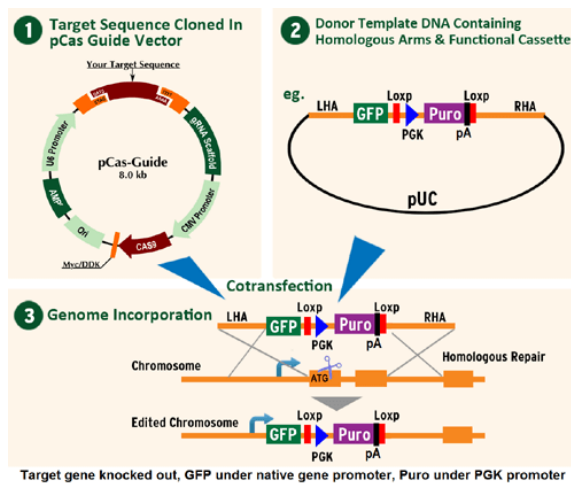 1 Target Sequence Cloned In
pCas Guide Vector
Your Target Sequence
U6 Promoter
gRNA Scaffold
pCas-Guide
8.0 kb
AMPʳ
CMV Promoter
Ori
CAS9
Myc/DDK
2 Donor Template DNA Containing
Homologous Arms & Functional Cassette
eg.
Loxp Loxp
LHA GFP Puro RHA
PGK pA
pUC
Cotransfection
3 Genome Incorporation
Loxp Loxp
LHA RHA
GFP Puro
PGK pA
Homologous Repair
Chromosome
ATG
Edited Chromosome
Loxp Loxp
GFP Puro
PGK pA
Target gene knocked out, GFP under native gene promoter, Puro under PGK promoter